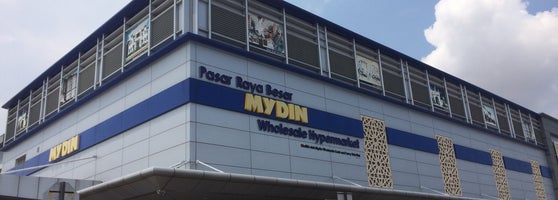 Pasar Raya Besar
MYDIN
Wholesale Hypermarket
MYDIN